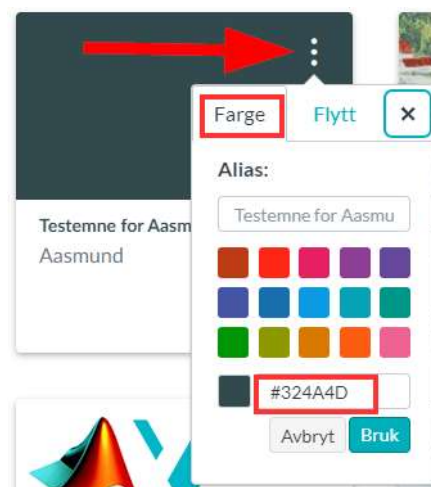 Farge
Flytt
×
Alias:
Testemne for Aasmu
Testemne for Aasm
Aasmund
#324A4D
Avbryt
Bruk